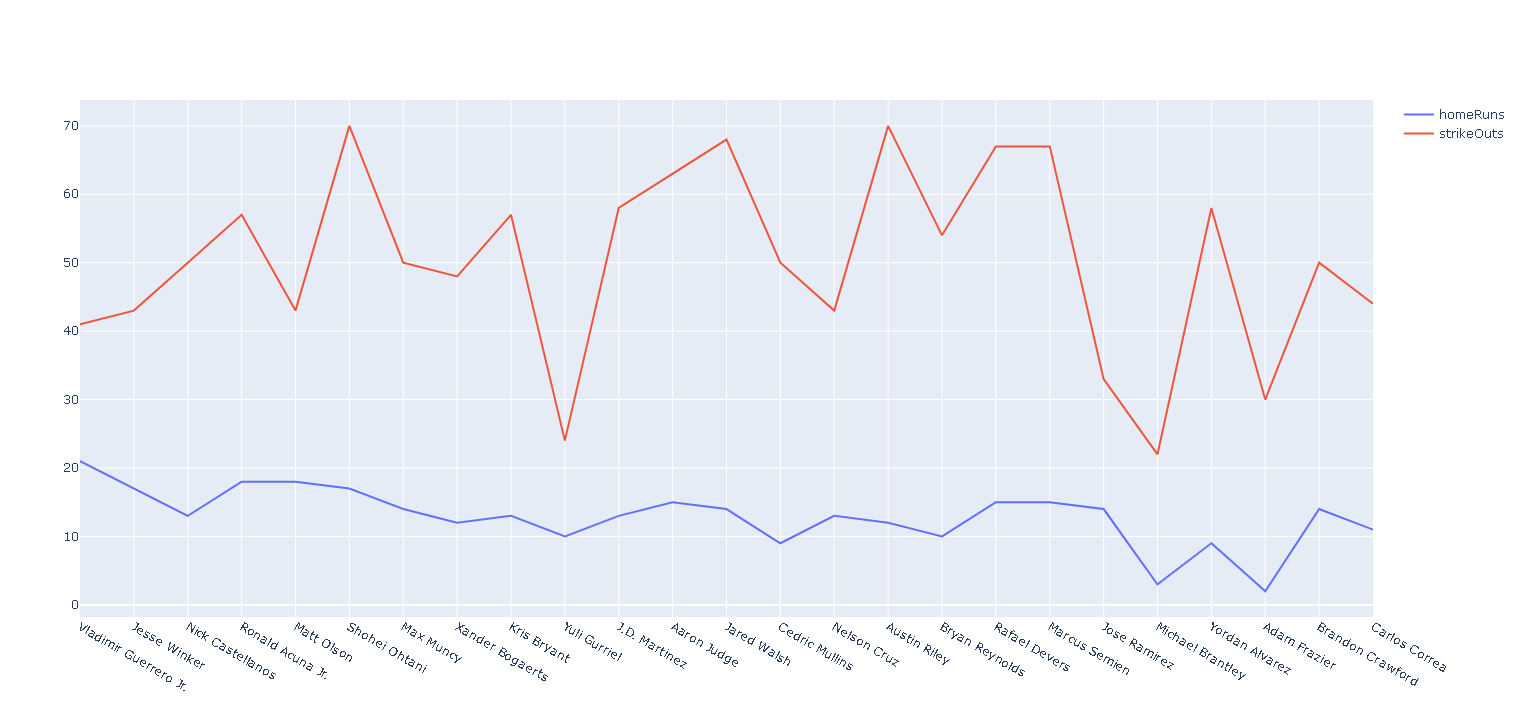 homeRuns
strikeOuts
70
60
50
40
30
20
10
0
Vladimir Guerrero Jr.
Jesse Winker
Nick Castellanos
Ronald Acuna Jr.
Matt Olson
Shohei Ohtani
Max Muncy
Xander Bogaerts
Kris Bryant
Yuli Gurriel
J.D. Martinez
Aaron Judge
Jared Walsh
Cedric Mullins
Nelson Cruz
Austin Riley
Bryan Reynolds
Rafael Devers
Marcus Semien
Jose Ramirez
Michael Brantley
Yordan Alvarez
Adam Frazier
Brandon Crawford
Carlos Correa